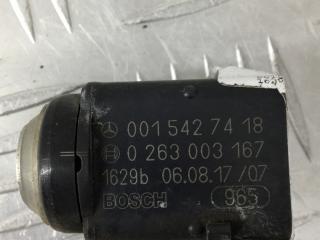 001 542 74 18
0 263 003 167
1629b 06.08.17/07
BOSCH 965